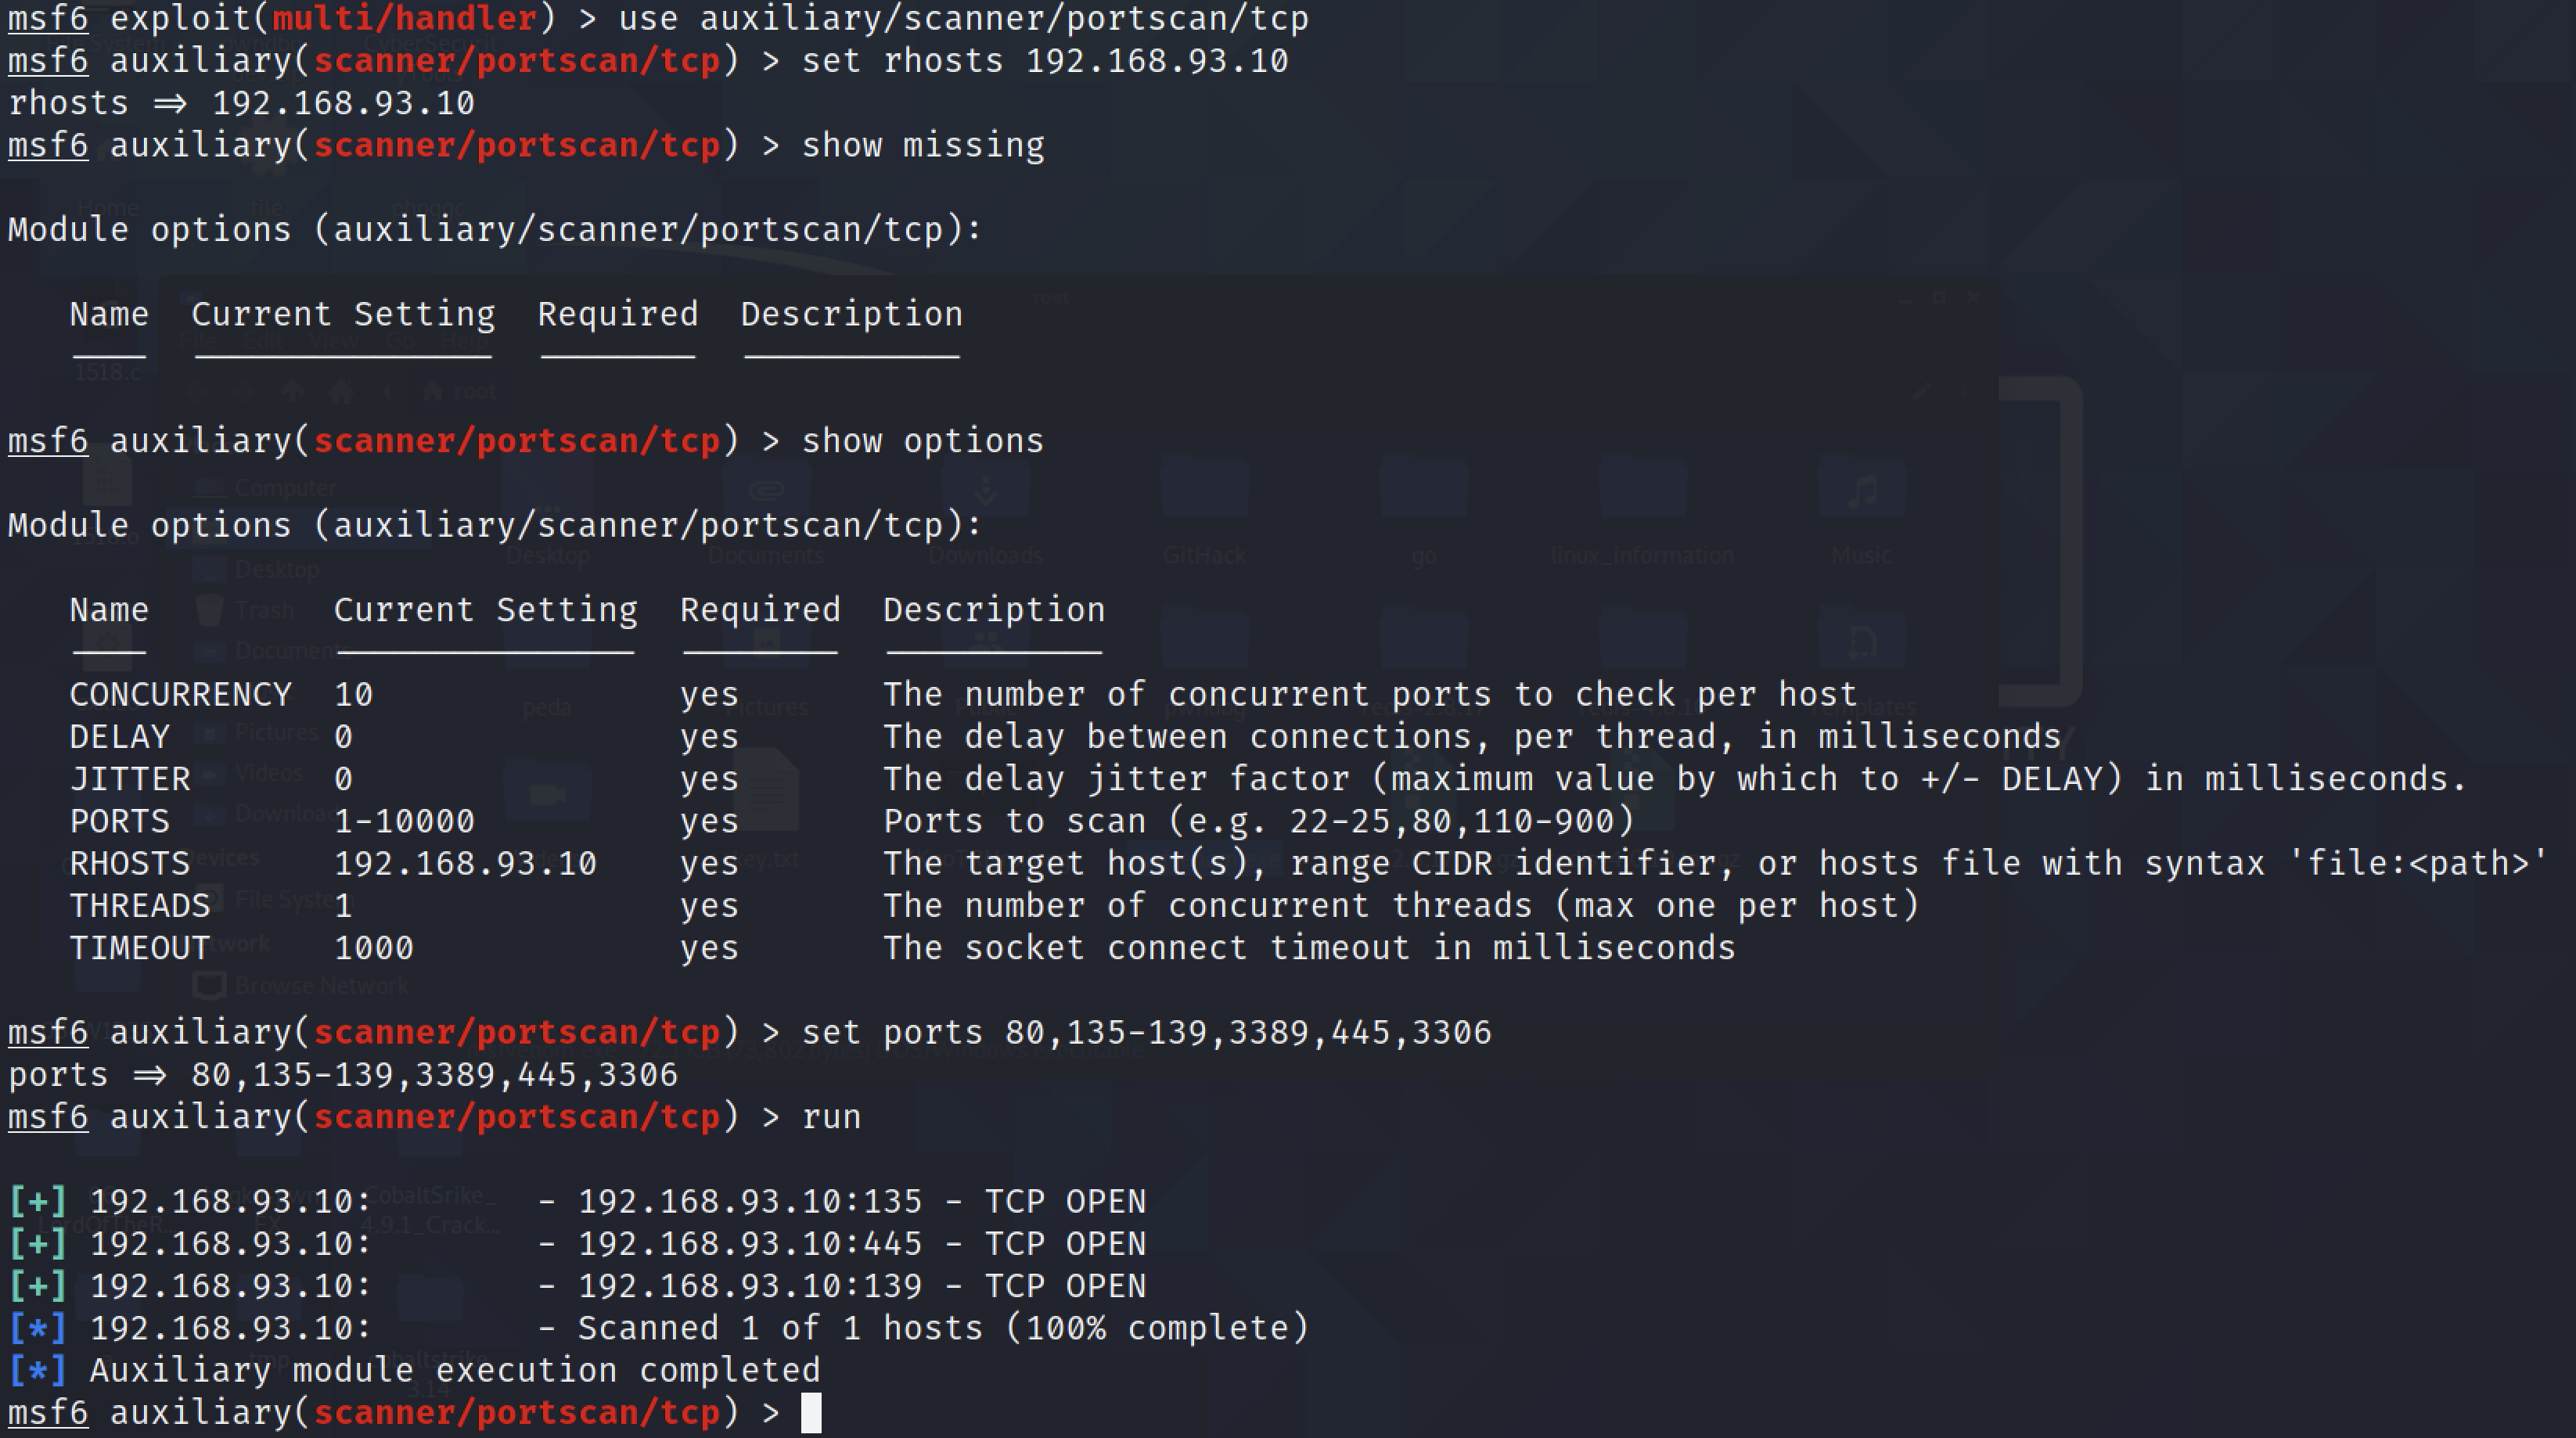 msf6 exploit(multi/handler) > use auxiliary/scanner/portscan/tcp
msf6 auxiliary(scanner/portscan/tcp) > set rhosts 192.168.93.10
rhosts ⇒ 192.168.93.10
msf6 auxiliary(scanner/portscan/tcp) > show missing
Module options (auxiliary/scanner/portscan/tcp):
Name  Current Setting  Required  Description
msf6 auxiliary(scanner/portscan/tcp) > show options
Module options (auxiliary/scanner/portscan/tcp):
Name         Current Setting  Required  Description
CONCURRENCY  10               yes       The number of concurrent ports to check per host
DELAY        0                yes       The delay between connections, per thread, in milliseconds
JITTER       0                yes       The delay jitter factor (maximum value by which to +/- DELAY) in milliseconds.
PORTS        1-10000          yes       Ports to scan (e.g. 22-25,80,110-900)
RHOSTS       192.168.93.10    yes       The target host(s), range CIDR identifier, or hosts file with syntax 'file:<path>'
THREADS      1                yes       The number of concurrent threads (max one per host)
TIMEOUT      1000             yes       The socket connect timeout in milliseconds
msf6 auxiliary(scanner/portscan/tcp) > set ports 80,135-139,3389,445,3306
ports ⇒ 80,135-139,3389,445,3306
msf6 auxiliary(scanner/portscan/tcp) > run
[+] 192.168.93.10:        - 192.168.93.10:135 - TCP OPEN
[+] 192.168.93.10:        - 192.168.93.10:445 - TCP OPEN
[+] 192.168.93.10:        - 192.168.93.10:139 - TCP OPEN
[*] 192.168.93.10:        - Scanned 1 of 1 hosts (100% complete)
[*] Auxiliary module execution completed
msf6 auxiliary(scanner/portscan/tcp) >